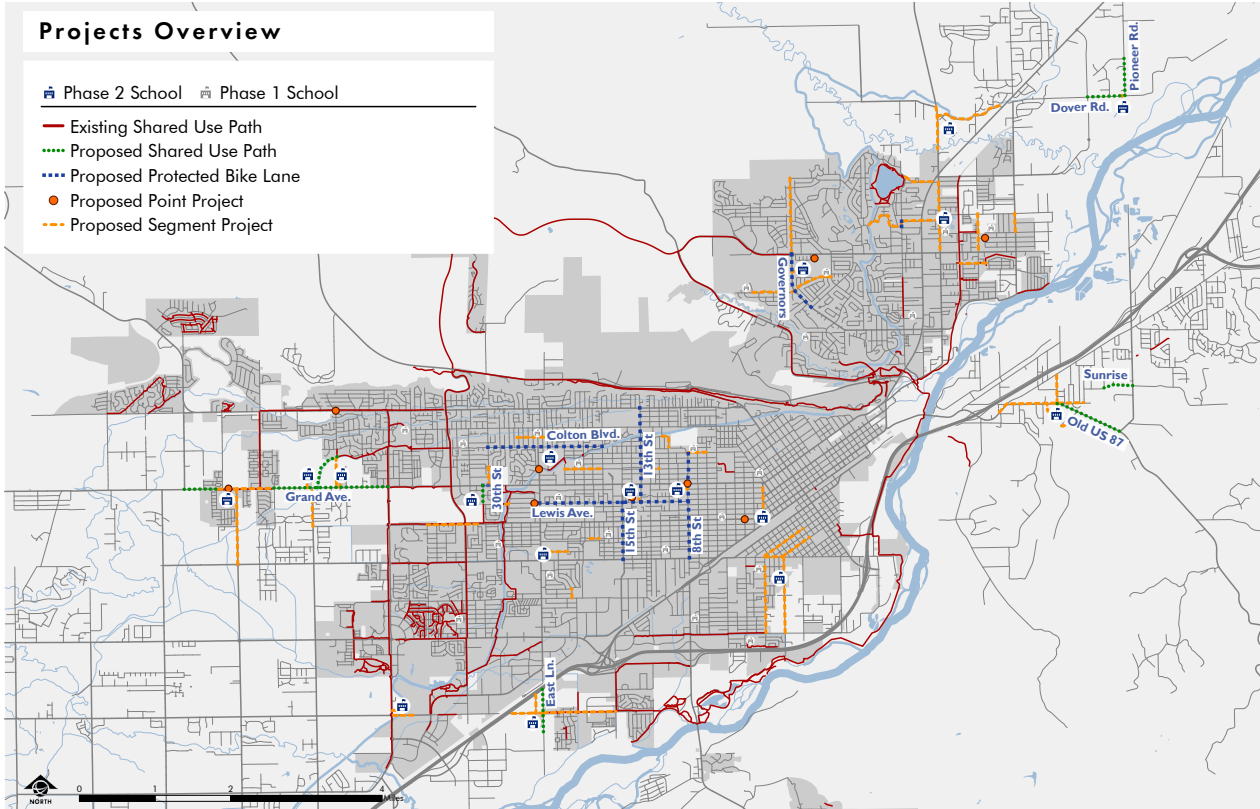 Projects Overview
Phase 2 School
Phase 1 School
Existing Shared Use Path
Proposed Shared Use Path
Proposed Protected Bike Lane
Proposed Point Project
Proposed Segment Project
Pioneer Rd.
Dover Rd.
Governors
Sunrise
Old US 87
Colton Blvd.
13th St
30th St
Grand Ave.
Lewis Ave.
15th St
8th St
East Ln.
NORTH
0 2 4
Miles